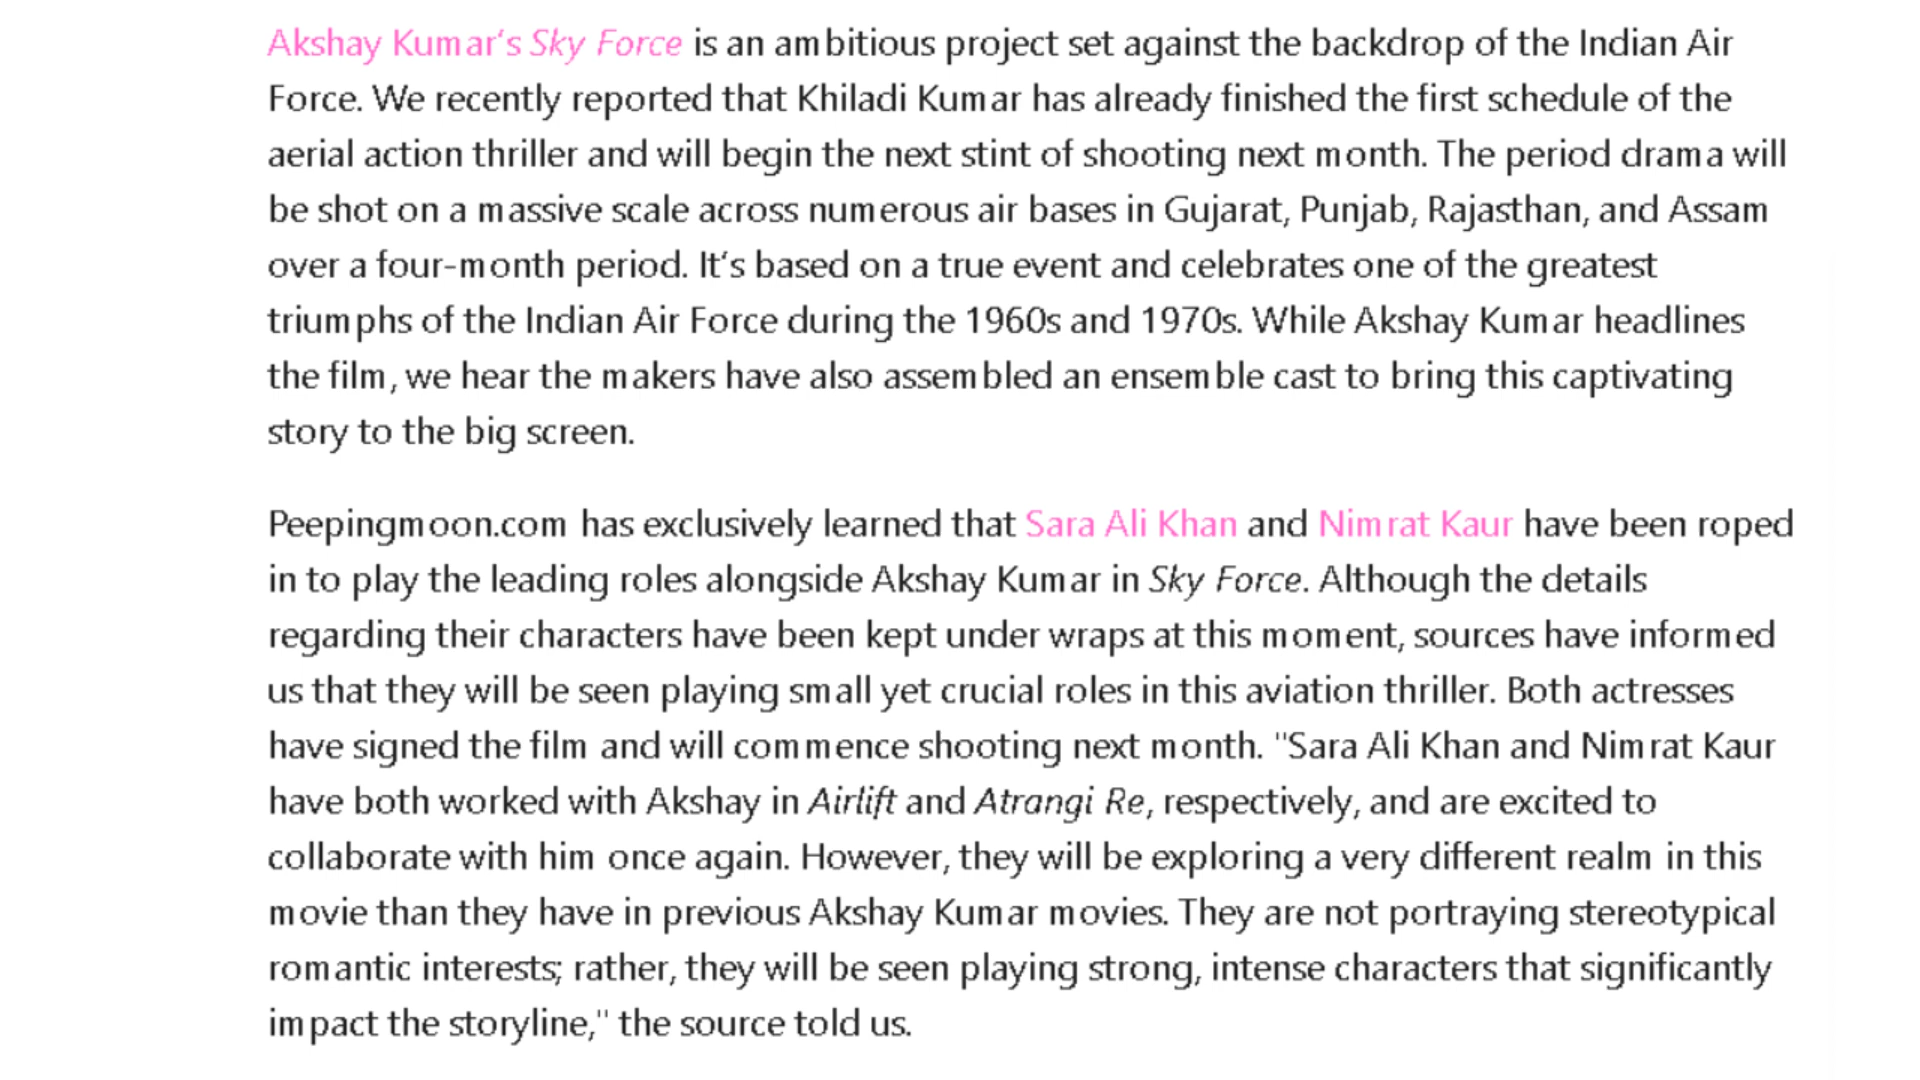 Akshay Kumar's Sky Force is an ambitious project set against the backdrop of the Indian Air
Force. We recently reported that Khiladi Kumar has already finished the first schedule of the
aerial action thriller and will begin the next stint of shooting next month. The period drama will
be shot on a massive scale across numerous air bases in Gujarat, Punjab, Rajasthan, and Assam
over a four-month period. It's based on a true event and celebrates one of the greatest
triumphs of the Indian Air Force during the 1960s and 1970s. While Akshay Kumar headlines
the film, we hear the makers have also assembled an ensemble cast to bring this captivating
story to the big screen.
Peepingmoon.com has exclusively learned that Sara Ali Khan and Nimrat Kaur have been roped
in to play the leading roles alongside Akshay Kumar in Sky Force. Although the details
regarding their characters have been kept under wraps at this moment, sources have informed
us that they will be seen playing small yet crucial roles in this aviation thriller. Both actresses
have signed the film and will commence shooting next month. "Sara Ali Khan and Nimrat Kaur
have both worked with Akshay in Airlift and Atrangi Re, respectively, and are excited to
collaborate with him once again. However, they will be exploring a very different realm in this
movie than they have in previous Akshay Kumar movies. They are not portraying stereotypical
romantic interests; rather, they will be seen playing strong, intense characters that significantly
impact the storyline," the source told us.